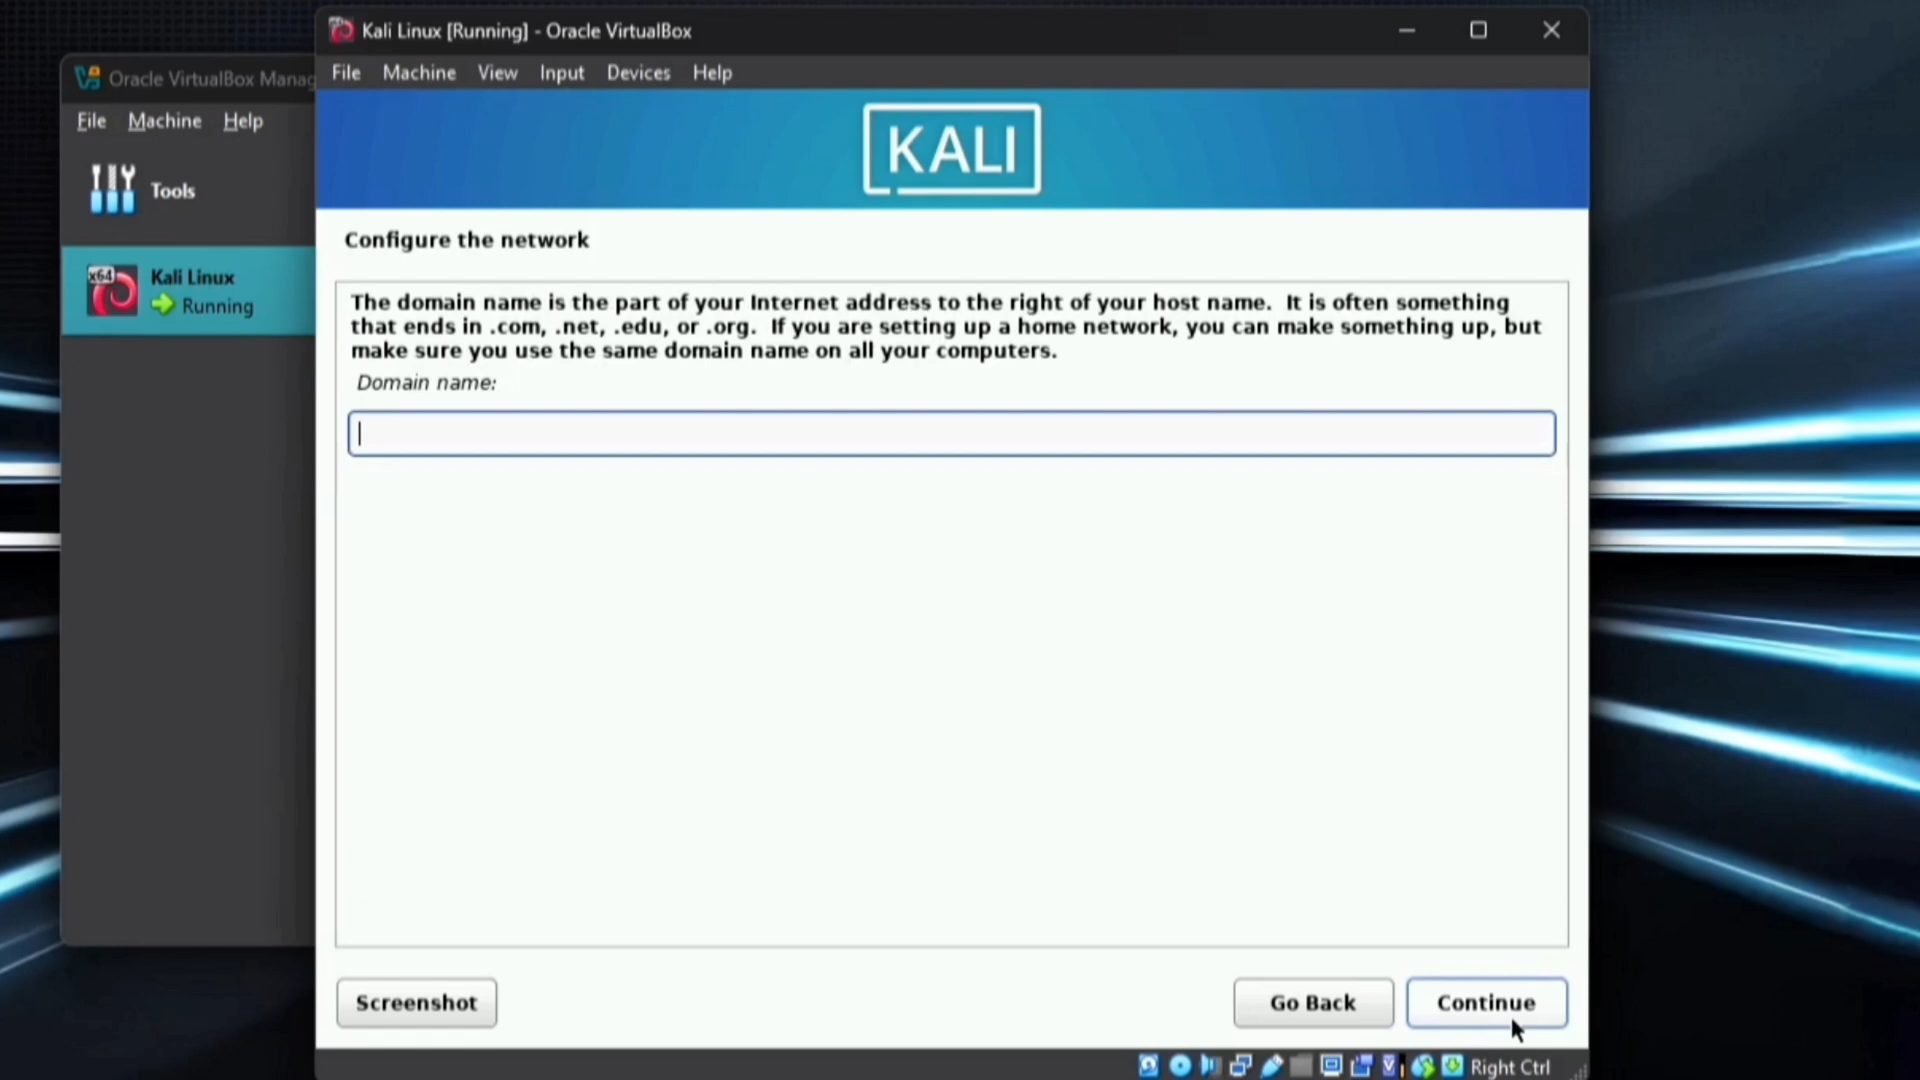 Kali Linux [Running] - Oracle VirtualBox
File Machine View Input Devices Help
Oracle VirtualBox Manag
File Machine Help
Tools
x64
Kali Linux
Running
KALI
Configure the network
The domain name is the part of your Internet address to the right of your host name.  It is often something
that ends in .com, .net, .edu, or .org.  If you are setting up a home network, you can make something up, but
make sure you use the same domain name on all your computers.
Domain name:
Screenshot
Go Back
Continue
Right Ctrl